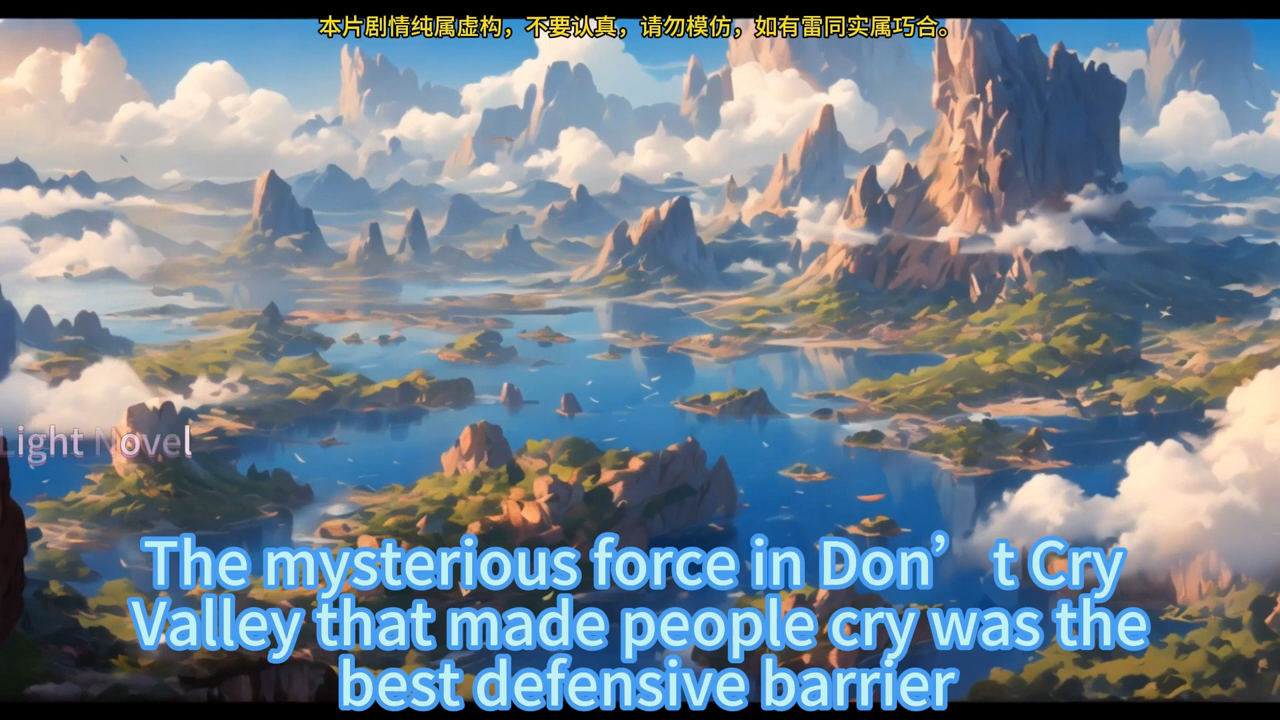 本片剧情纯属虚构，不要认真，请勿模仿，如有雷同实属巧合。
Light Novel
The mysterious force in Don’t Cry
Valley that made people cry was the
best defensive barrier